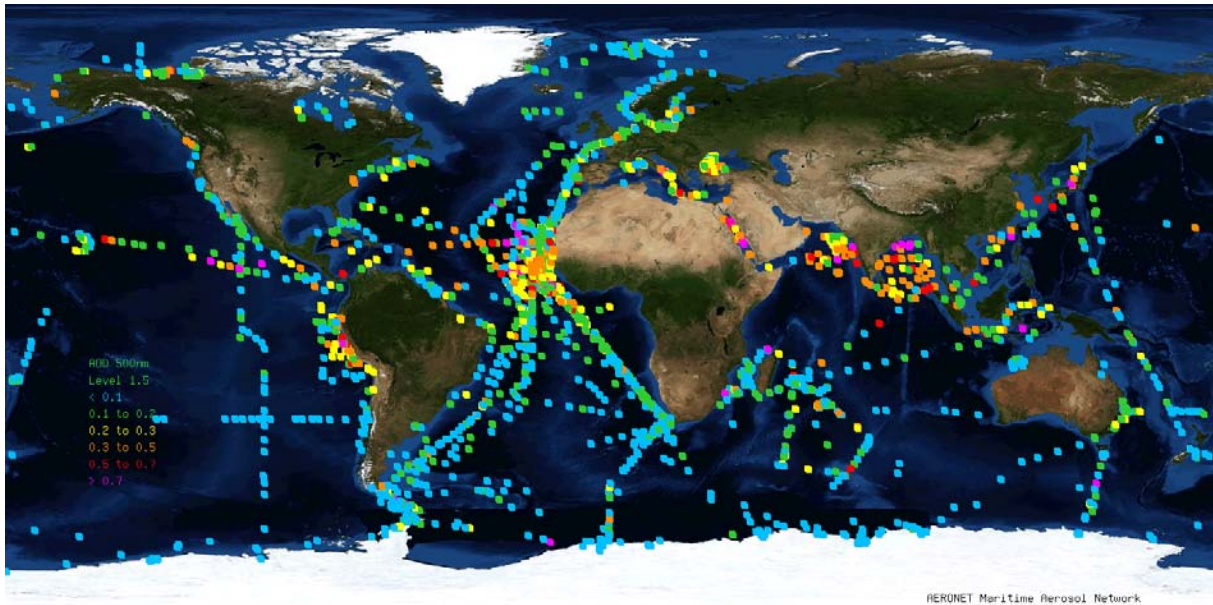 AOD 500nm
Level 1.5
< 0.1
0.1 to 0.2
0.2 to 0.3
0.3 to 0.5
0.5 to 0.7
> 0.7
AERONET Maritime Aerosol Network